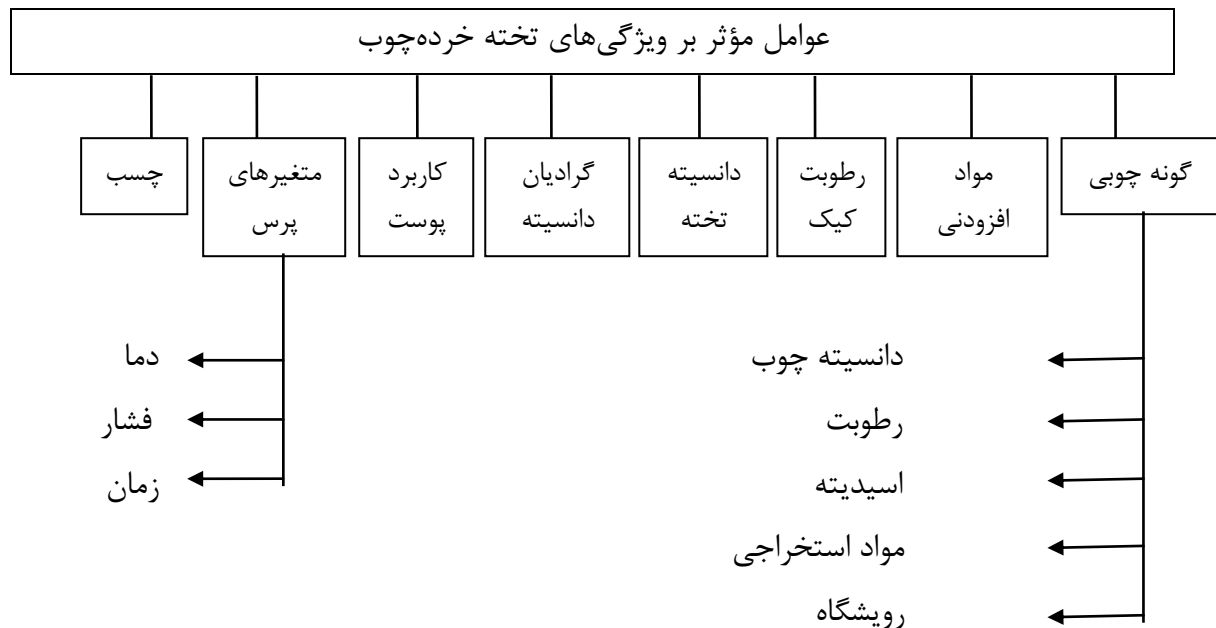 عوامل مؤثر بر ویژگی‌های تخته خرده‌چوب
گونه چوبی
مواد
افزودنی
رطوبت
کیک
دانسیته
تخته
گرادیان
دانسیته
کاربرد
پوست
متغیرهای
پرس
چسب
دانسیته چوب
رطوبت
اسیدیته
مواد استخراجی
رویشگاه
دما
فشار
زمان